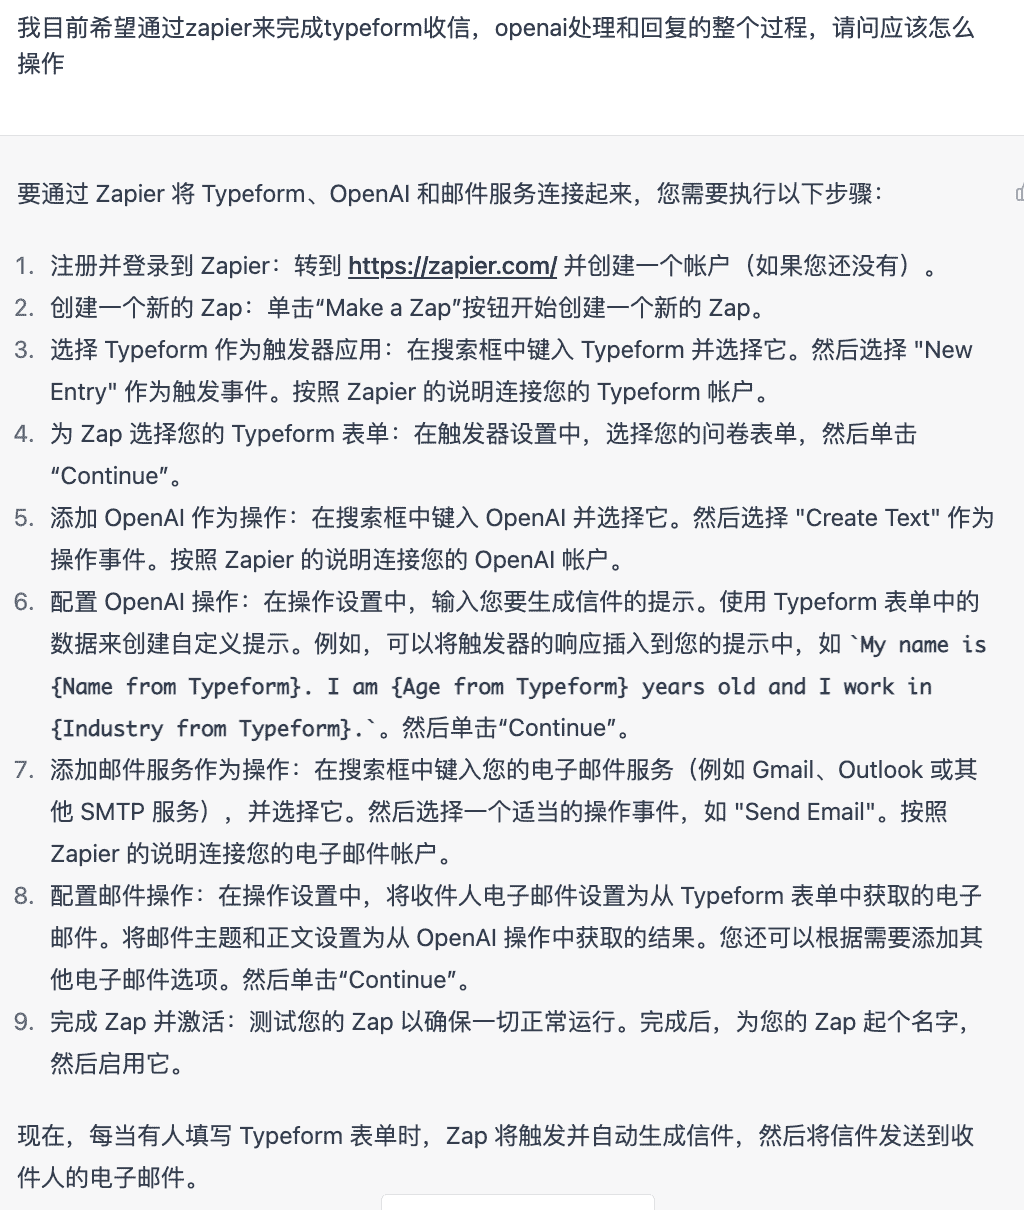 我目前希望通过zapier来完成typeform收信，openai处理和回复的整个过程，请问应该怎么
操作
要通过 Zapier 将 Typeform、OpenAI 和邮件服务连接起来，您需要执行以下步骤：
1. 注册并登录到 Zapier：转到 https://zapier.com/ 并创建一个帐户（如果您还没有）。
2. 创建一个新的 Zap：单击“Make a Zap”按钮开始创建一个新的 Zap。
3. 选择 Typeform 作为触发器应用：在搜索框中键入 Typeform 并选择它。然后选择 "New
Entry" 作为触发事件。按照 Zapier 的说明连接您的 Typeform 帐户。
4. 为 Zap 选择您的 Typeform 表单：在触发器设置中，选择您的问卷表单，然后单击
“Continue”。
5. 添加 OpenAI 作为操作：在搜索框中键入 OpenAI 并选择它。然后选择 "Create Text" 作为
操作事件。按照 Zapier 的说明连接您的 OpenAI 帐户。
6. 配置 OpenAI 操作：在操作设置中，输入您要生成信件的提示。使用 Typeform 表单中的
数据来创建自定义提示。例如，可以将触发器的响应插入到您的提示中，如 `My name is
{Name from Typeform}. I am {Age from Typeform} years old and I work in
{Industry from Typeform}.`。然后单击“Continue”。
7. 添加邮件服务作为操作：在搜索框中键入您的电子邮件服务（例如 Gmail、Outlook 或其
他 SMTP 服务），并选择它。然后选择一个适当的操作事件，如 "Send Email"。按照
Zapier 的说明连接您的电子邮件帐户。
8. 配置邮件操作：在操作设置中，将收件人电子邮件设置为从 Typeform 表单中获取的电子
邮件。将邮件主题和正文设置为从 OpenAI 操作中获取的结果。您还可以根据需要添加其
他电子邮件选项。然后单击“Continue”。
9. 完成 Zap 并激活：测试您的 Zap 以确保一切正常运行。完成后，为您的 Zap 起个名字，
然后启用它。
现在，每当有人填写 Typeform 表单时，Zap 将触发并自动生成信件，然后将信件发送到收
件人的电子邮件。